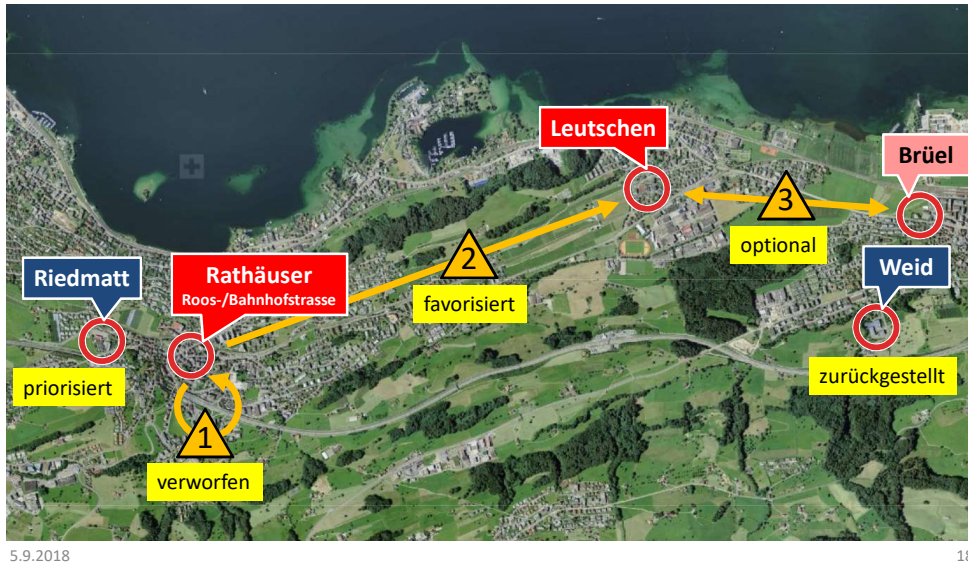 Leutschen
Brüel
3
optional
2
favorisiert
Riedmatt
Rathäuser
Roos-/Bahnhofstrasse
Weid
priorisiert
zurückgestellt
1
verworfen
5.9.2018
18